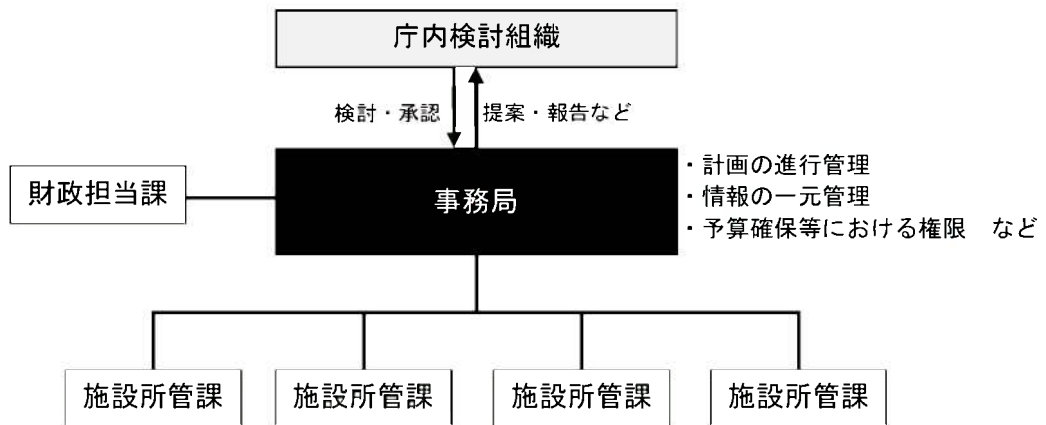 庁内検討組織
検討・承認
提案・報告など
財政担当課
事務局
・計画の進行管理
・情報の一元管理
・予算確保等における権限　など
施設所管課
施設所管課
施設所管課
施設所管課